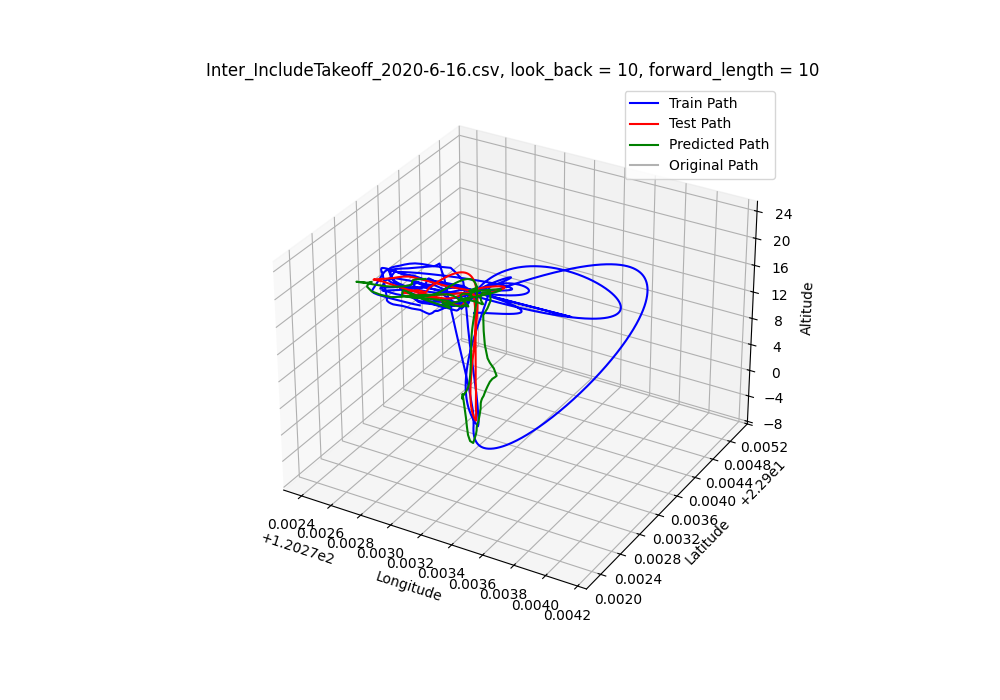 Inter_IncludeTakeoff_2020-6-16.csv, look_back = 10, forward_length = 10
Train Path
Test Path
Predicted Path
Original Path
24
20
16
12
8
4
0
−4
−8
Altitude
0.0052
0.0048
0.0044
0.0040
0.0036
0.0032
0.0028
0.0024
0.0020
+2.29e1
Latitude
0.0024
0.0026
0.0028
0.0030
0.0032
0.0034
0.0036
0.0038
0.0040
0.0042
+1.2027e2
Longitude